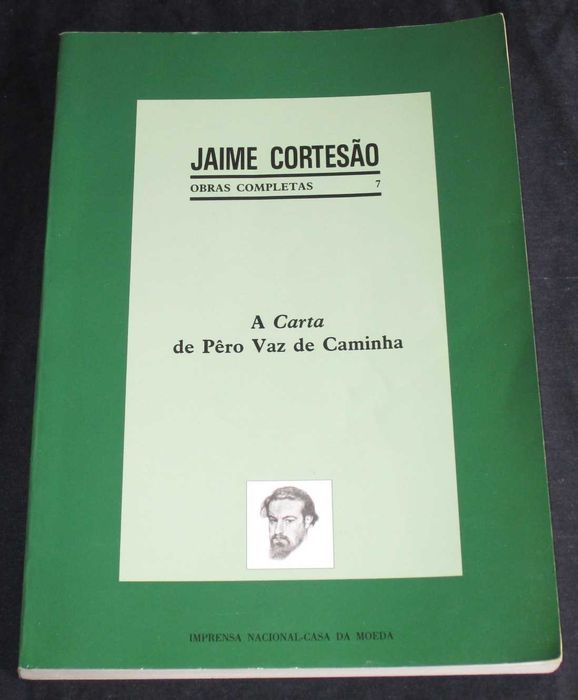 JAIME CORTESÃO
OBRAS COMPLETAS 7
A Carta
de Pêro Vaz de Caminha
IMPRENSA NACIONAL-CASA DA MOEDA